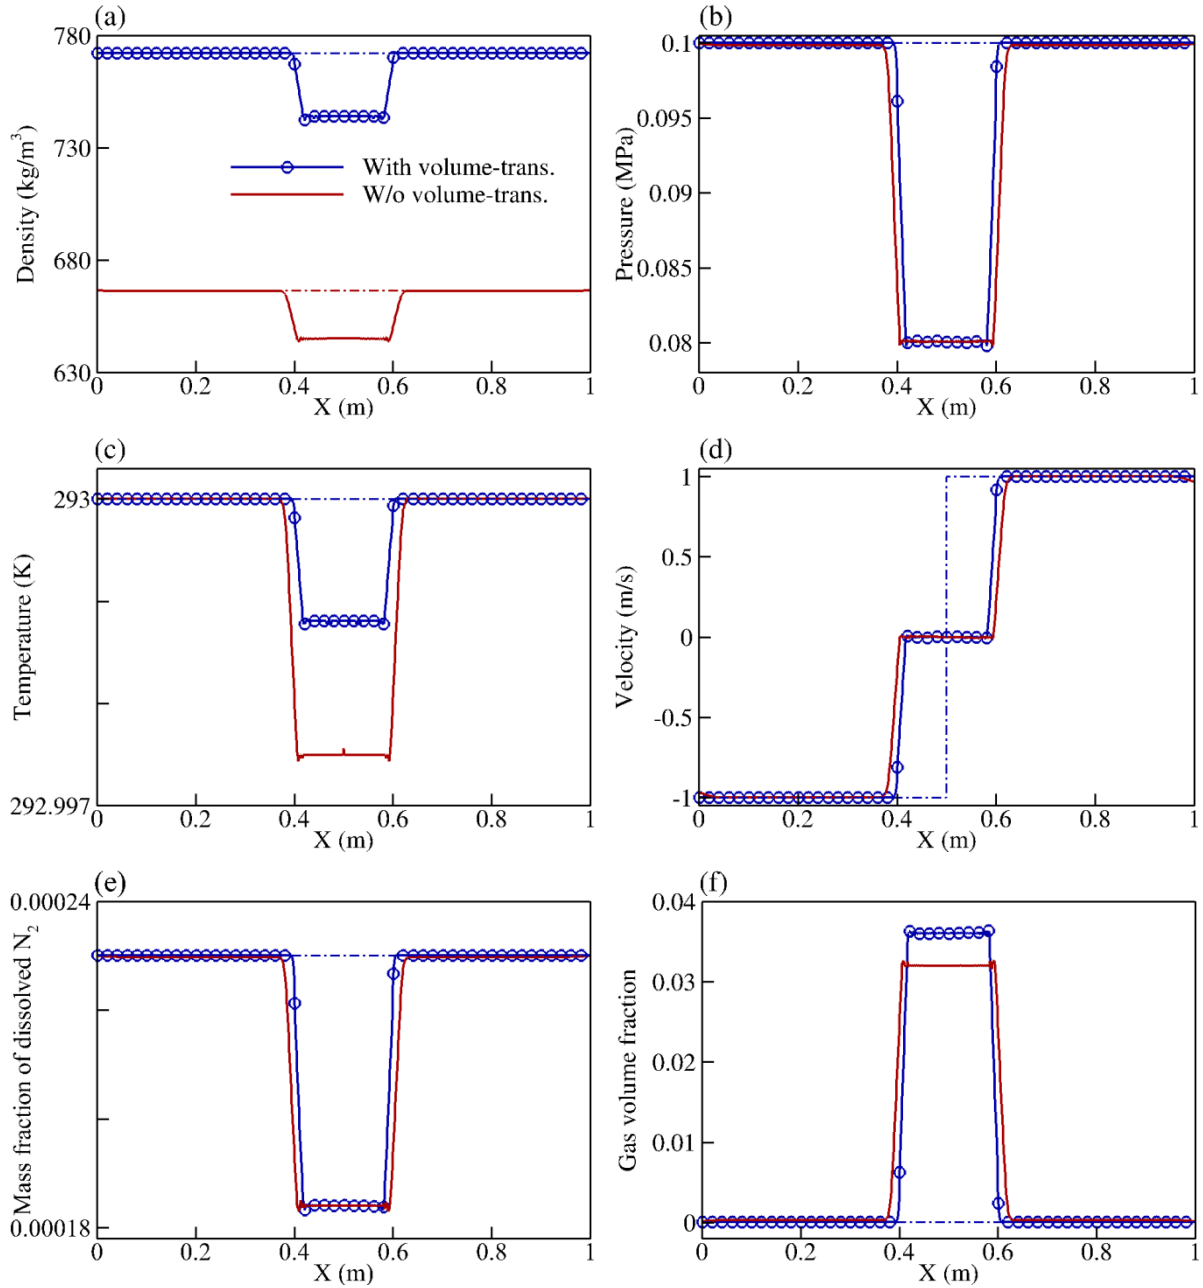 (a)
780
730
680
630
Density (kg/m³)
With volume-trans.
W/o volume-trans.
0
0.2
0.4
0.6
0.8
1
X (m)
(b)
0.1
0.095
0.09
0.085
0.08
Pressure (MPa)
0
0.2
0.4
0.6
0.8
1
X (m)
(c)
293
292.997
Temperature (K)
0
0.2
0.4
0.6
0.8
1
X (m)
(d)
1
0.5
0
-0.5
-1
Velocity (m/s)
0
0.2
0.4
0.6
0.8
1
X (m)
(e)
0.00024
0.00018
Mass fraction of dissolved N₂
0
0.2
0.4
0.6
0.8
1
X (m)
(f)
0.04
0.03
0.02
0.01
0
Gas volume fraction
0
0.2
0.4
0.6
0.8
1
X (m)